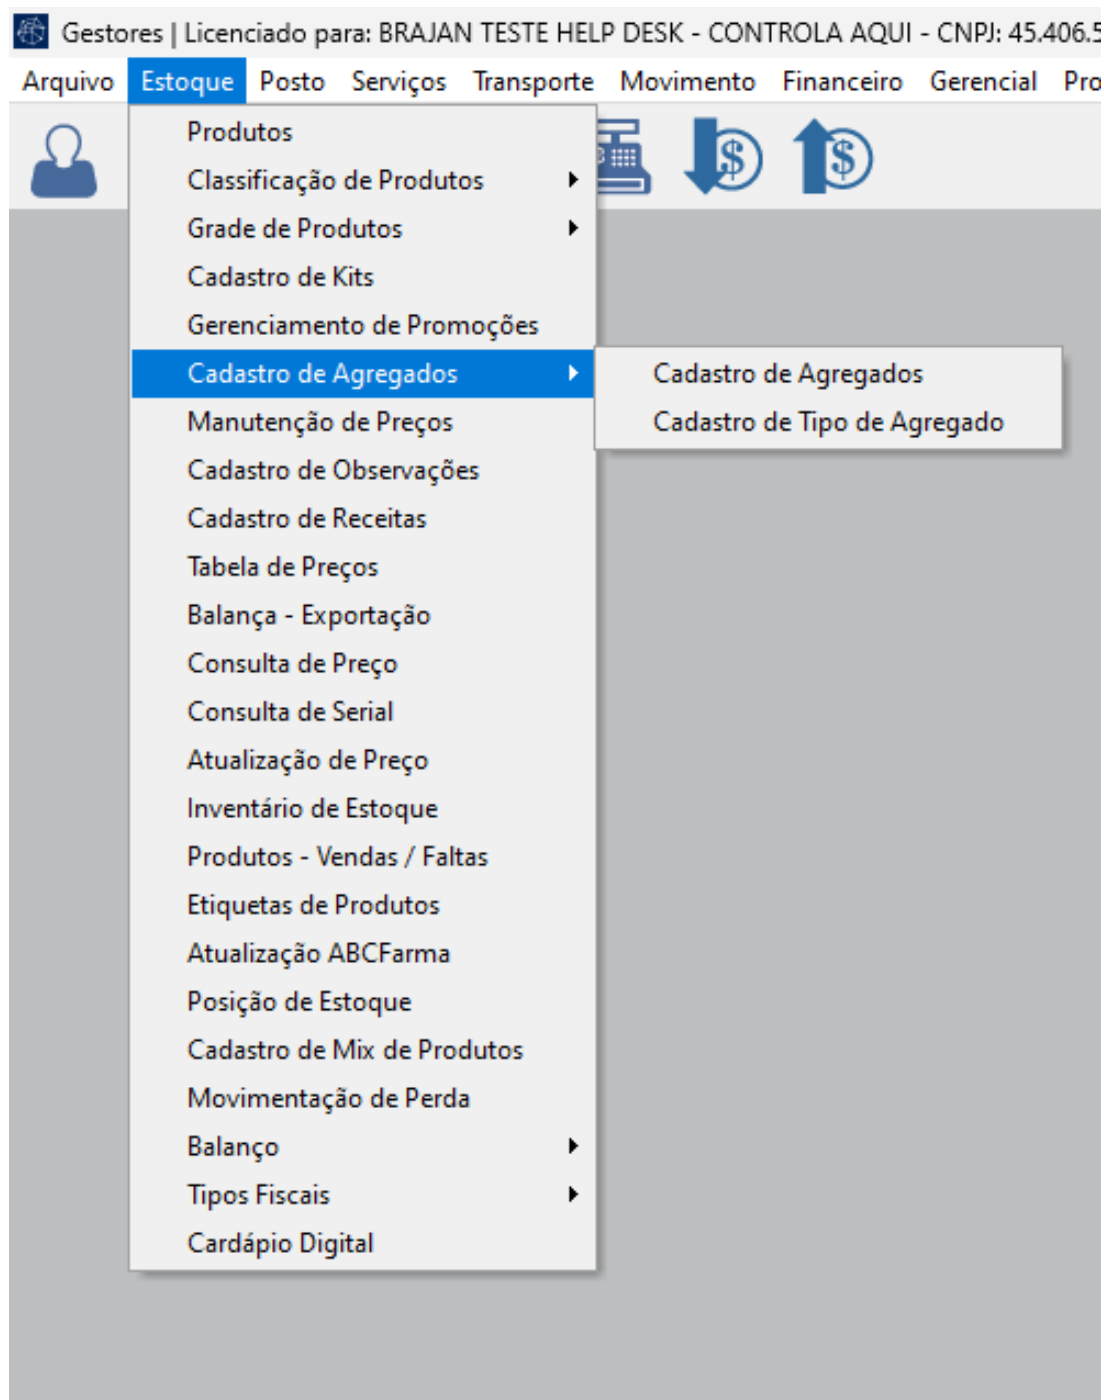 Gestores | Licenciado para: BRAJAN TESTE HELP DESK - CONTROLA AQUI - CNPJ: 45.406.5
Arquivo Estoque Posto Serviços Transporte Movimento Financeiro Gerencial Pro
Produtos
Classificação de Produtos
Grade de Produtos
Cadastro de Kits
Gerenciamento de Promoções
Cadastro de Agregados
Cadastro de Agregados
Cadastro de Tipo de Agregado
Manutenção de Preços
Cadastro de Observações
Cadastro de Receitas
Tabela de Preços
Balança - Exportação
Consulta de Preço
Consulta de Serial
Atualização de Preço
Inventário de Estoque
Produtos - Vendas / Faltas
Etiquetas de Produtos
Atualização ABCFarma
Posição de Estoque
Cadastro de Mix de Produtos
Movimentação de Perda
Balanço
Tipos Fiscais
Cardápio Digital